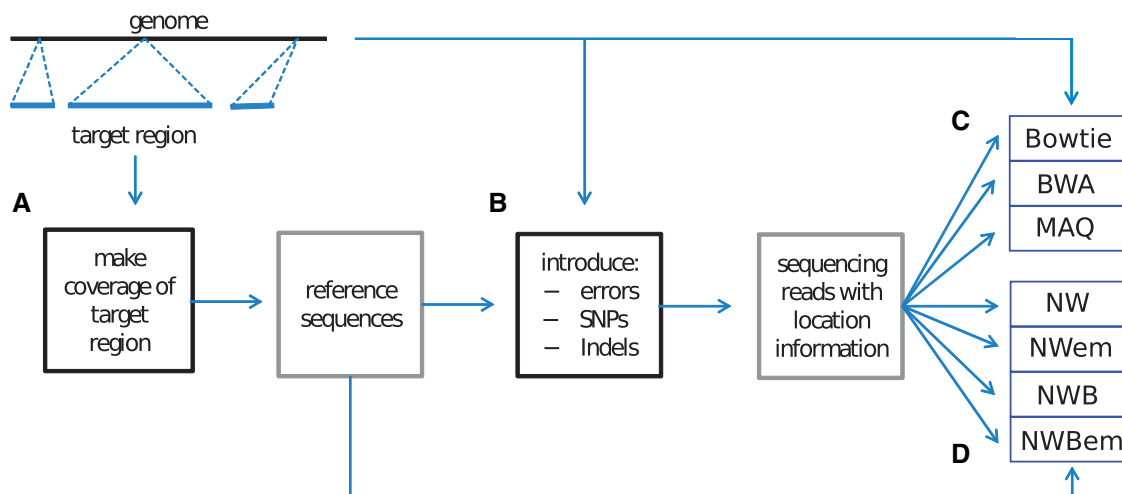 genome
target region
A
make
coverage of
target
region
reference
sequences
B
introduce:
– errors
– SNPs
– Indels
sequencing
reads with
location
information
C
Bowtie
BWA
MAQ
NW
NWem
NWB
NWBem
D